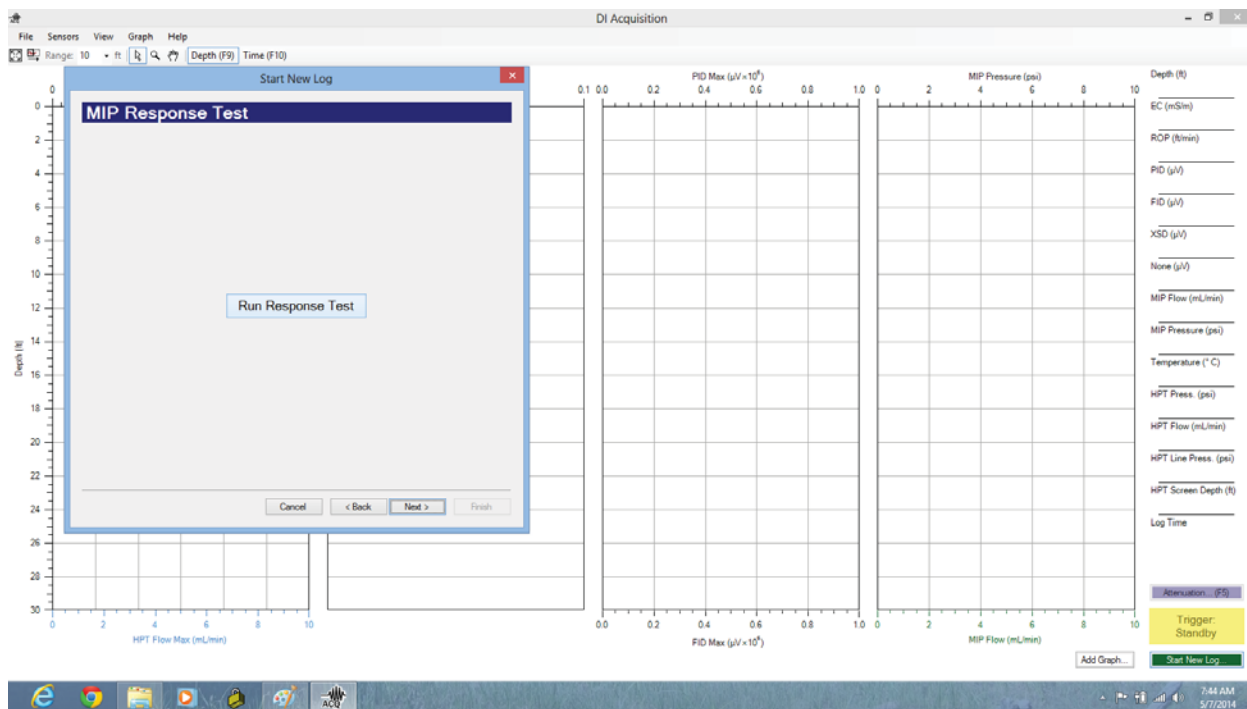 DI Acquisition
File Sensors View Graph Help
Range: 10 ft Depth (F9) Time (F10)
Start New Log
MIP Response Test
Run Response Test
Cancel < Back Next > Finish
0
0.1
PID Max (µV×10⁶)
0.0 0.2 0.4 0.6 0.8 1.0
MIP Pressure (psi)
0 2 4 6 8 10
Depth (ft)
0
2
4
6
8
10
12
14
16
18
20
22
24
26
28
30
0 2 4 6 8 10
HPT Flow Max (mL/min)
0.0 0.2 0.4 0.6 0.8 1.0
FID Max (µV×10⁶)
0 2 4 6 8 10
MIP Flow (mL/min)
Depth (ft)
EC (mS/m)
ROP (ft/min)
PID (µV)
FID (µV)
XSD (µV)
None (µV)
MIP Flow (mL/min)
MIP Pressure (psi)
Temperature (° C)
HPT Press. (psi)
HPT Flow (mL/min)
HPT Line Press. (psi)
HPT Screen Depth (ft)
Log Time
Attenuation... (F5)
Trigger:
Standby
Add Graph... Start New Log...
ACQ
7:44 AM
5/7/2014